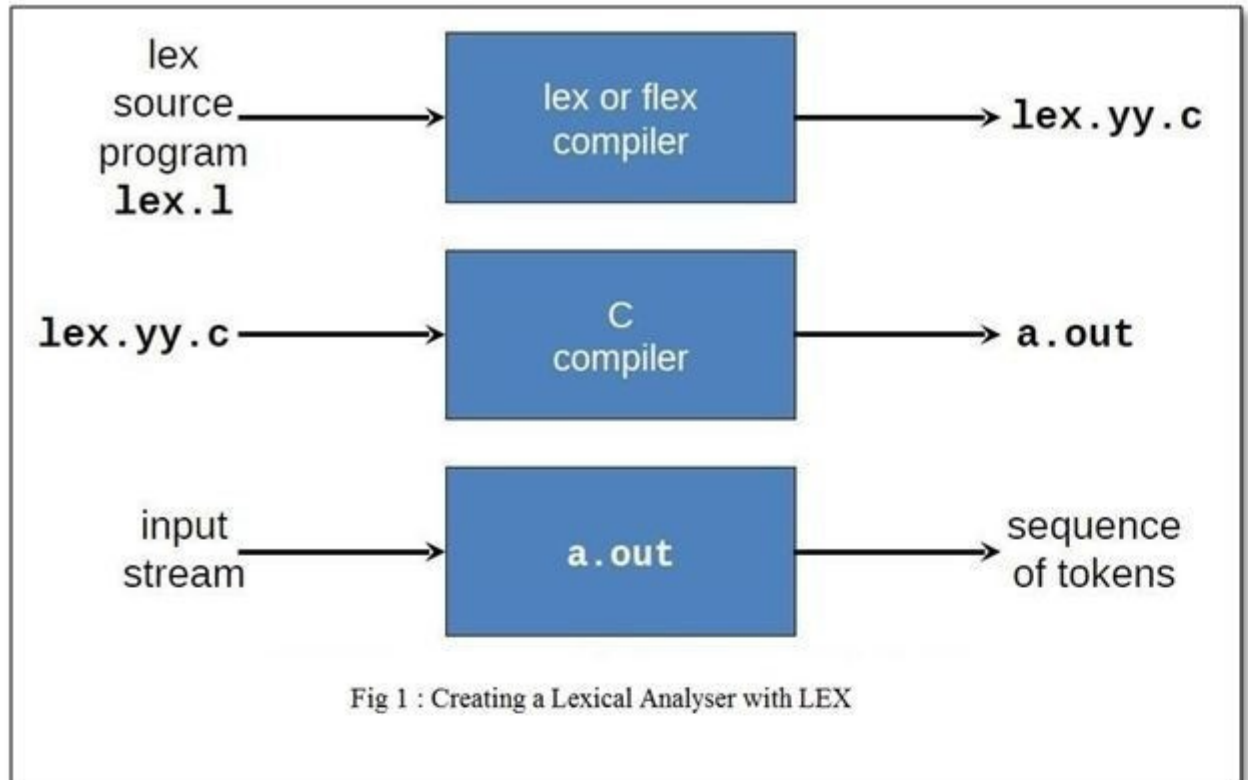 lex
source
program
lex.l
lex or flex
compiler
lex.yy.c
lex.yy.c
C
compiler
a.out
input
stream
a.out
sequence
of tokens
Fig 1 : Creating a Lexical Analyser with LEX